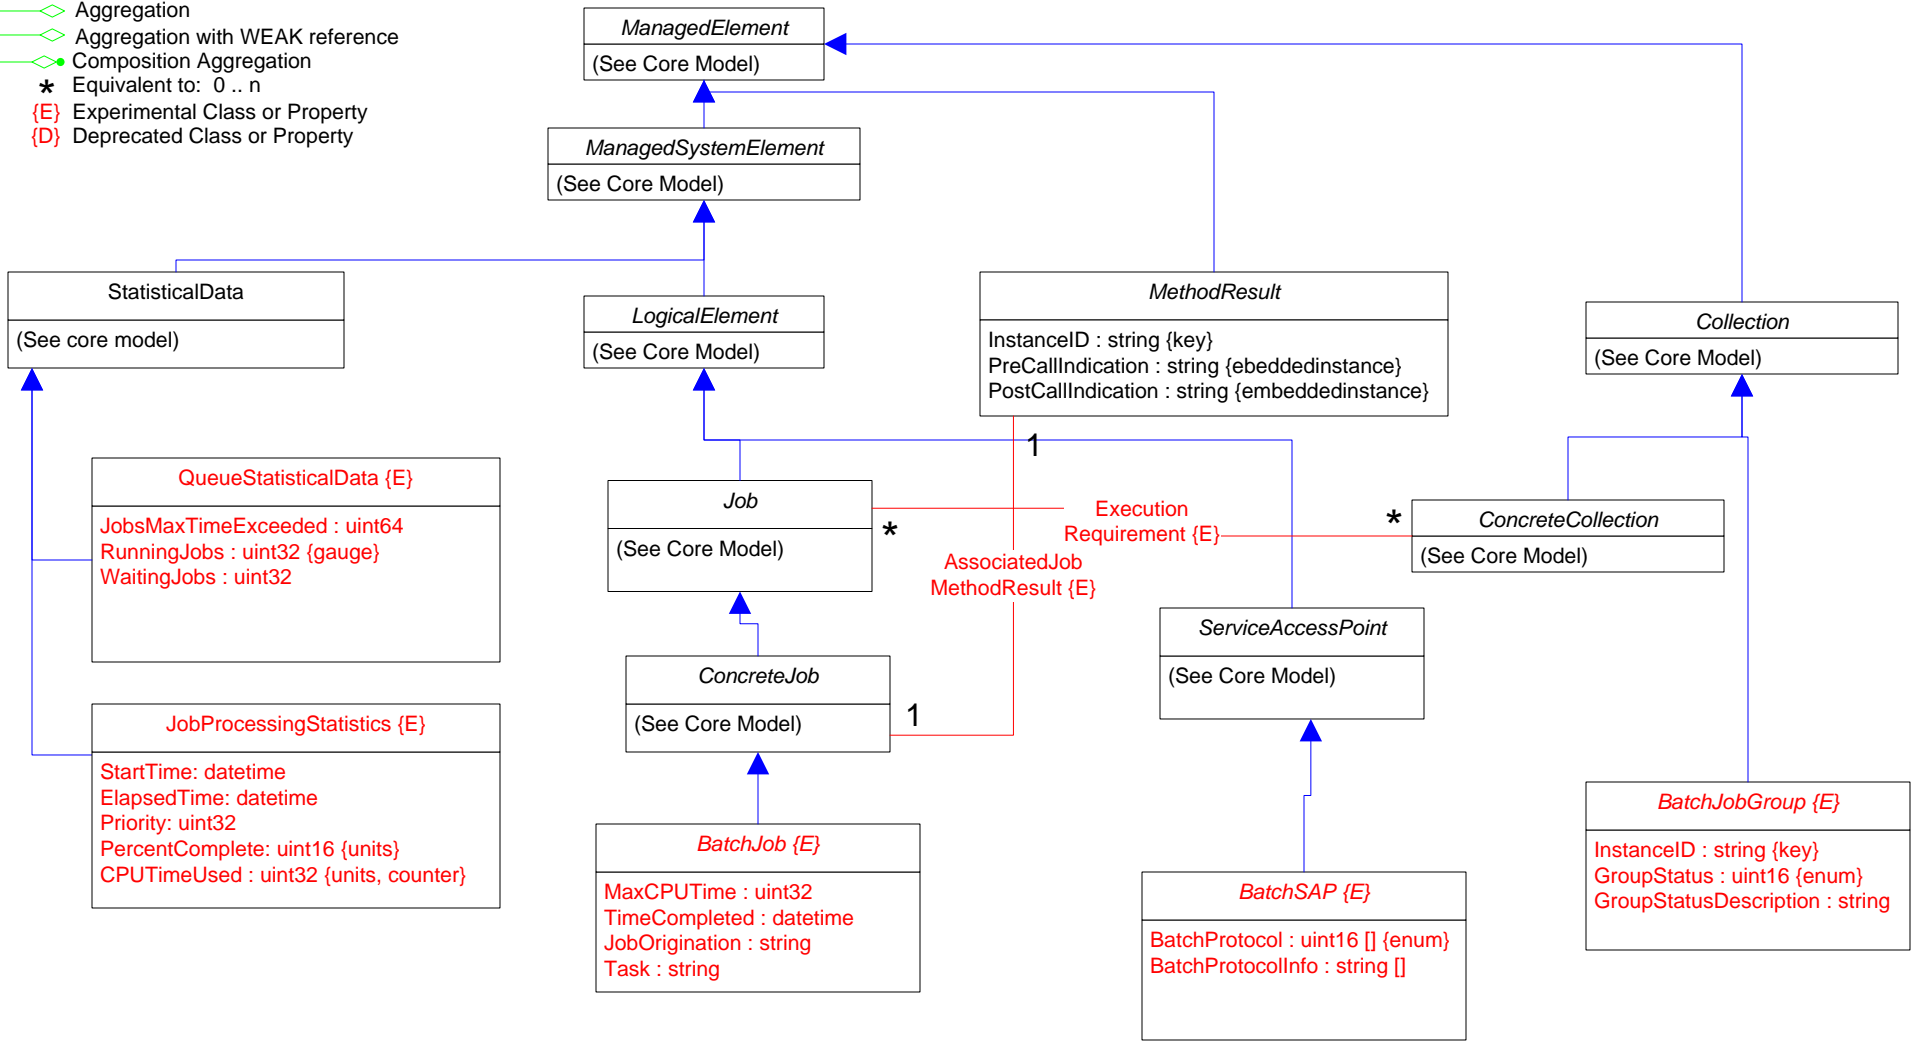 Aggregation
Aggregation with WEAK reference
Composition Aggregation
* Equivalent to: 0 .. n
{E} Experimental Class or Property
{D} Deprecated Class or Property
ManagedElement
(See Core Model)
ManagedSystemElement
(See Core Model)
StatisticalData
(See core model)
LogicalElement
(See Core Model)
MethodResult
InstanceID : string {key}
PreCallIndication : string {ebeddedinstance}
PostCallIndication : string {embeddedinstance}
Collection
(See Core Model)
1
QueueStatisticalData {E}
JobsMaxTimeExceeded : uint64
RunningJobs : uint32 {gauge}
WaitingJobs : uint32
Job
(See Core Model)
*
Execution
Requirement {E}
*
ConcreteCollection
(See Core Model)
AssociatedJob
MethodResult {E}
ServiceAccessPoint
(See Core Model)
ConcreteJob
(See Core Model)
1
JobProcessingStatistics {E}
StartTime: datetime
ElapsedTime: datetime
Priority: uint32
PercentComplete: uint16 {units}
CPUTimeUsed : uint32 {units, counter}
BatchJob {E}
MaxCPUTime : uint32
TimeCompleted : datetime
JobOrigination : string
Task : string
BatchSAP {E}
BatchProtocol : uint16 [] {enum}
BatchProtocolInfo : string []
BatchJobGroup {E}
InstanceID : string {key}
GroupStatus : uint16 {enum}
GroupStatusDescription : string